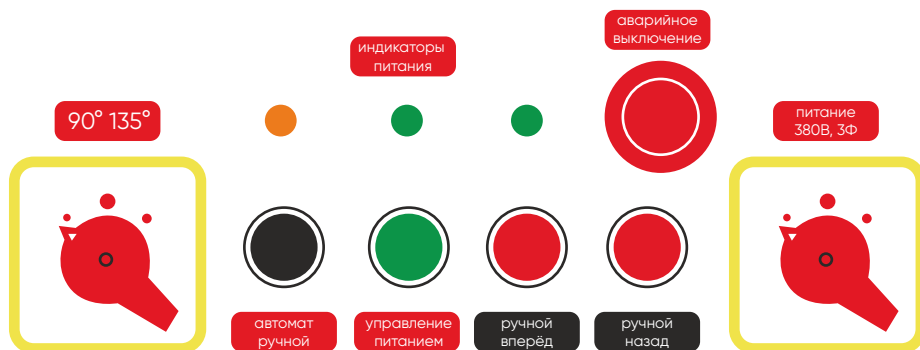 аварийное
выключение
индикаторы
питания
90° 135°
питание
380В, 3Ф
автомат
ручной
управление
питанием
ручной
вперёд
ручной
назад